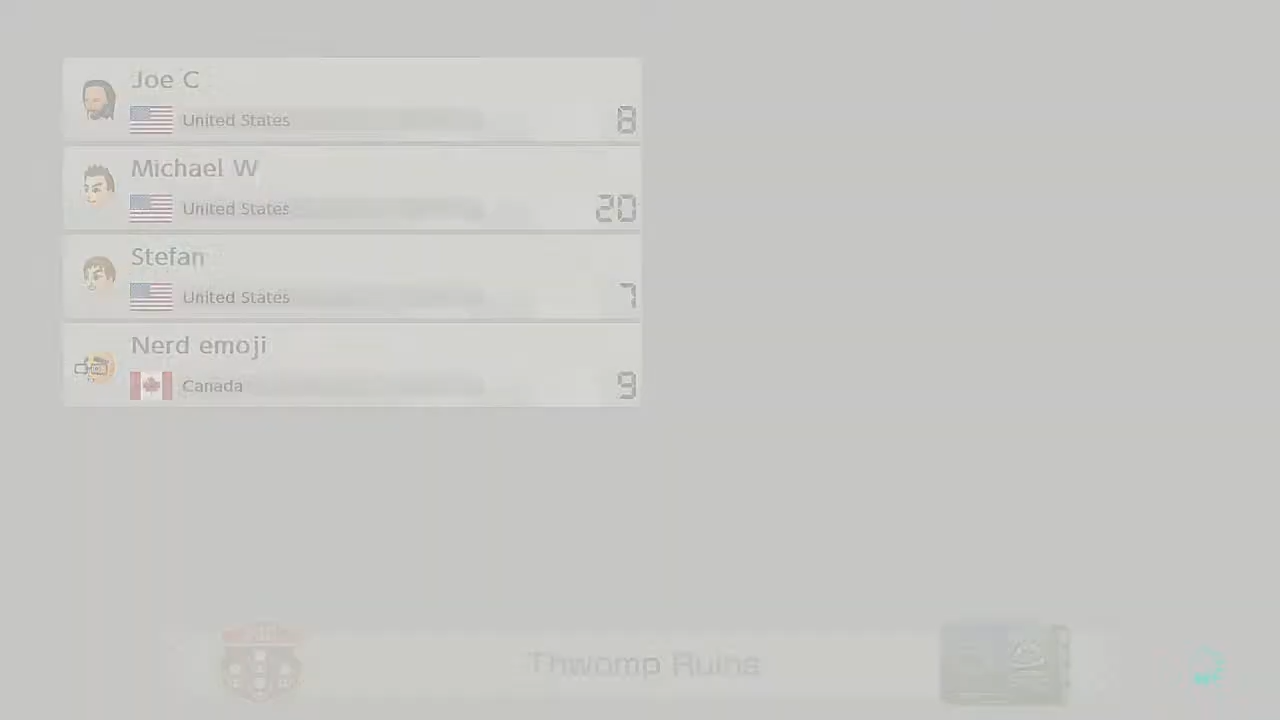 Joe C
United States
8
Michael W
United States
20
Stefan
United States
7
Nerd emoji
Canada
9
Thwomp Ruins